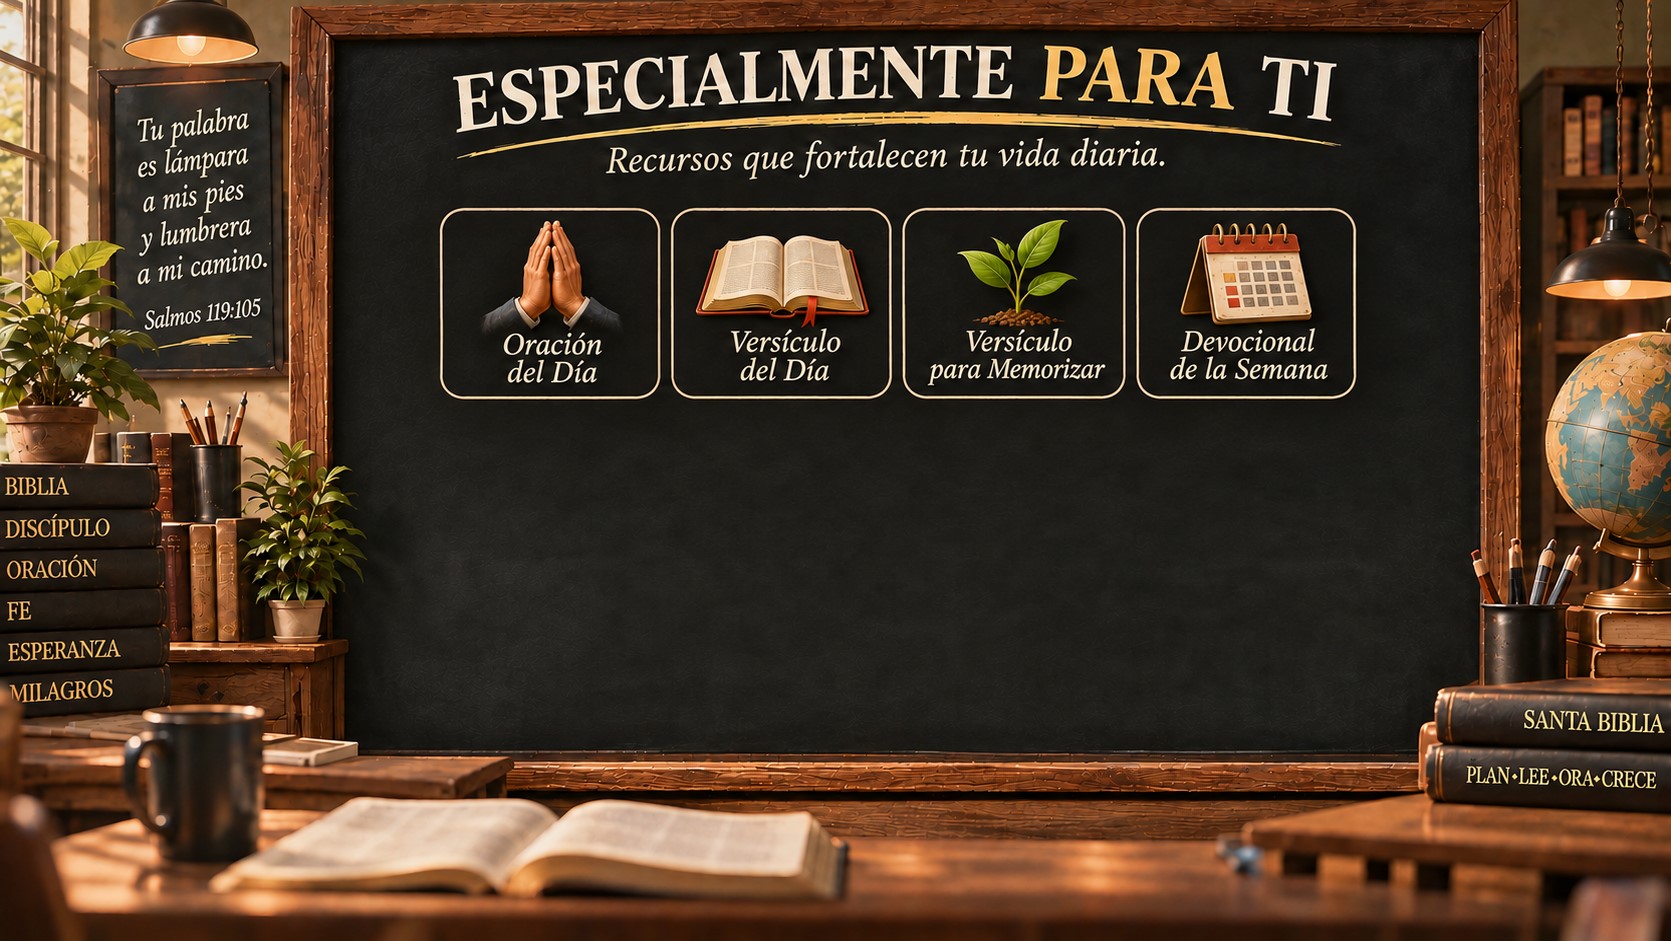 ESPECIALMENTE PARA TI
Recursos que fortalecen tu vida diaria.
Tu palabra
es lámpara
a mis pies
y lumbrera
a mi camino.
Salmos 119:105
Oración
del Día
Versículo
del Día
Versículo
para Memorizar
Devocional
de la Semana
BIBLIA
DISCÍPULO
ORACIÓN
FE
ESPERANZA
MILAGROS
SANTA BIBLIA
PLAN•LEE•ORA•CRECE